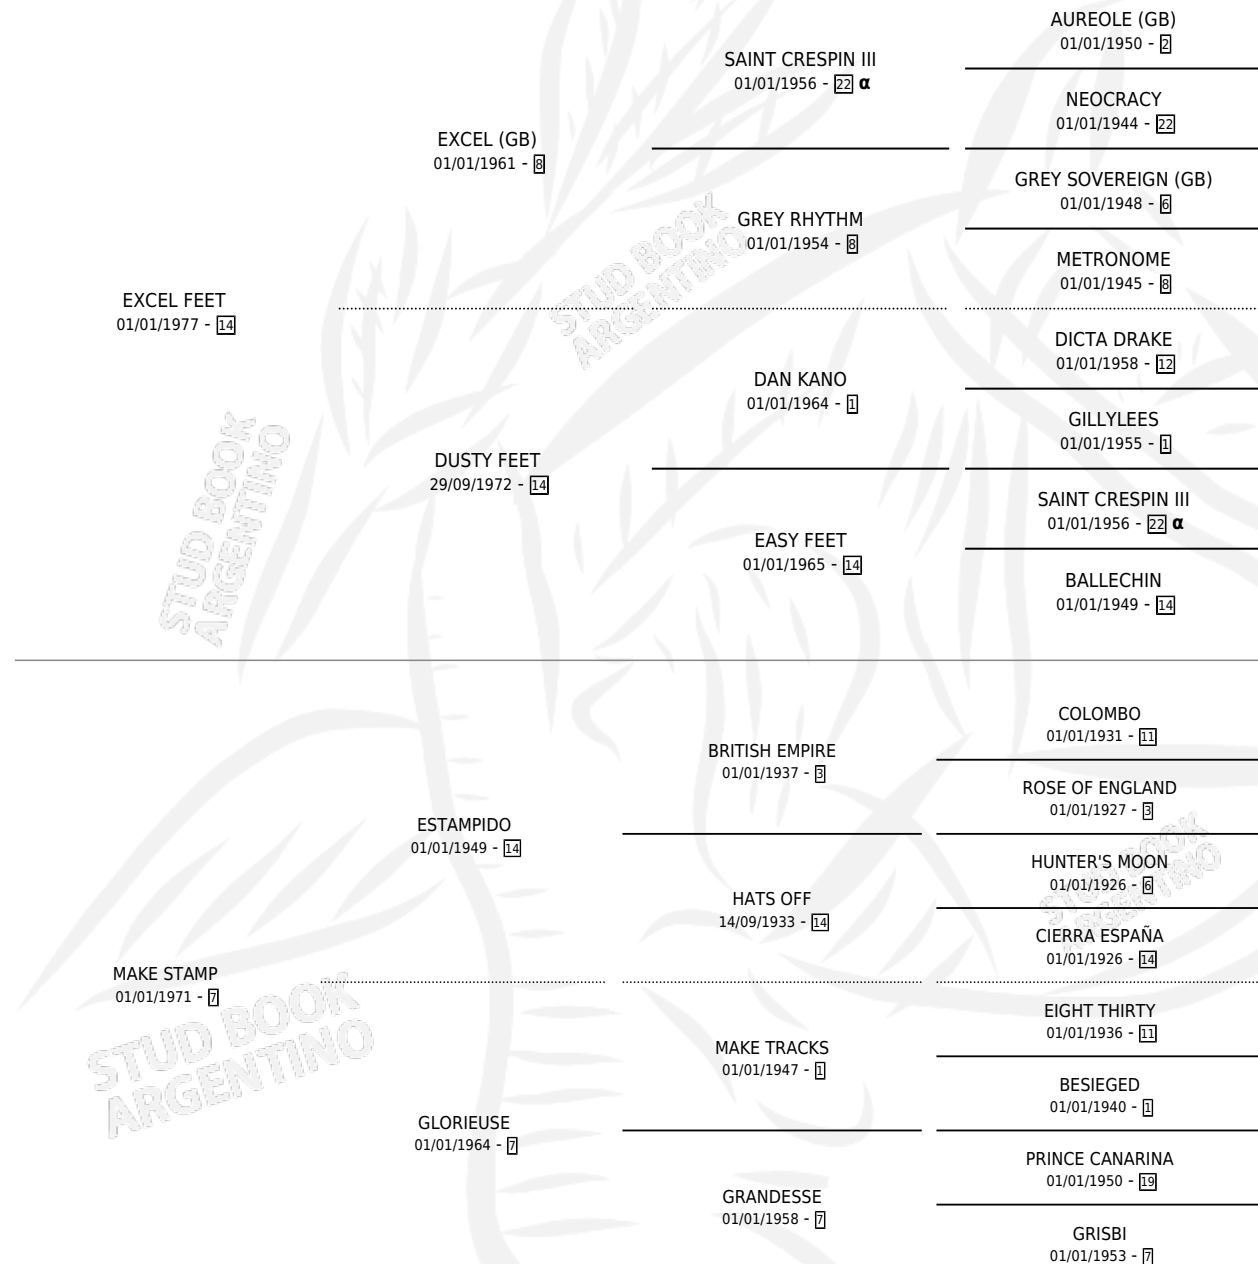 AUREOLE (GB)
01/01/1950 - 2
SAINT CRESPIN III
01/01/1956 - 22 α
NEOCRACY
01/01/1944 - 22
EXCEL (GB)
01/01/1961 - 8
GREY SOVEREIGN (GB)
01/01/1948 - 6
GREY RHYTHM
01/01/1954 - 8
METRONOME
01/01/1945 - 8
EXCEL FEET
01/01/1977 - 14
DICTA DRAKE
01/01/1958 - 12
DAN KANO
01/01/1964 - 1
GILLYLEES
01/01/1955 - 1
DUSTY FEET
29/09/1972 - 14
SAINT CRESPIN III
01/01/1956 - 22 α
EASY FEET
01/01/1965 - 14
BALLECHIN
01/01/1949 - 14
COLOMBO
01/01/1931 - 11
BRITISH EMPIRE
01/01/1937 - 3
ROSE OF ENGLAND
01/01/1927 - 3
ESTAMPIDO
01/01/1949 - 14
HUNTER'S MOON
01/01/1926 - 6
HATS OFF
14/09/1933 - 14
CIERRA ESPAÑA
01/01/1926 - 14
MAKE STAMP
01/01/1971 - 7
EIGHT THIRTY
01/01/1936 - 11
MAKE TRACKS
01/01/1947 - 1
BESIEGED
01/01/1940 - 1
GLORIEUSE
01/01/1964 - 7
PRINCE CANARINA
01/01/1950 - 19
GRANDESSE
01/01/1958 - 7
GRISBI
01/01/1953 - 7
STUD BOOK
ARGENTINO
STUD BOOK
ARGENTINO
STUD BOOK
ARGENTINO
STUD BOOK
ARGENTINO